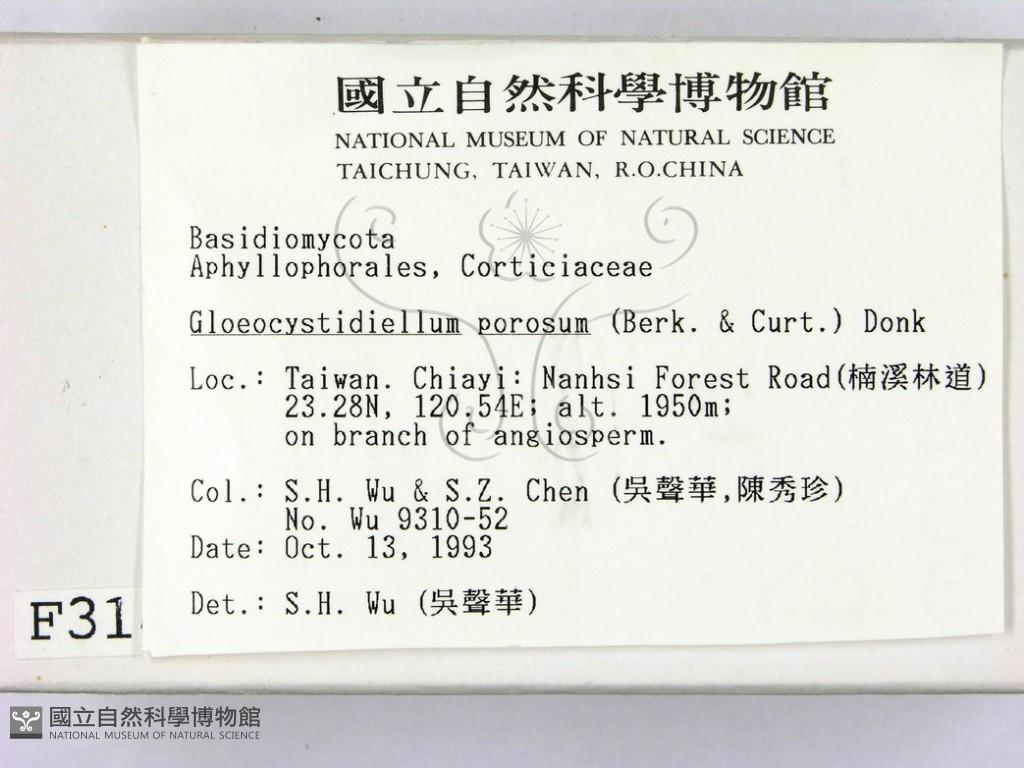 國立自然科學博物館
NATIONAL MUSEUM OF NATURAL SCIENCE
TAICHUNG, TAIWAN, R.O.CHINA
Basidiomycota
Aphyllophorales, Corticiaceae
Gloeocystidiellum porosum (Berk. & Curt.) Donk
Loc.: Taiwan. Chiayi: Nanhsi Forest Road(楠溪林道)
23.28N, 120.54E; alt. 1950m;
on branch of angiosperm.
Col.: S.H. Wu & S.Z. Chen (吳聲華,陳秀珍)
No. Wu 9310-52
Date: Oct. 13, 1993
Det.: S.H. Wu (吳聲華)
F31
國立自然科學博物館
NATIONAL MUSEUM OF NATURAL SCIENCE